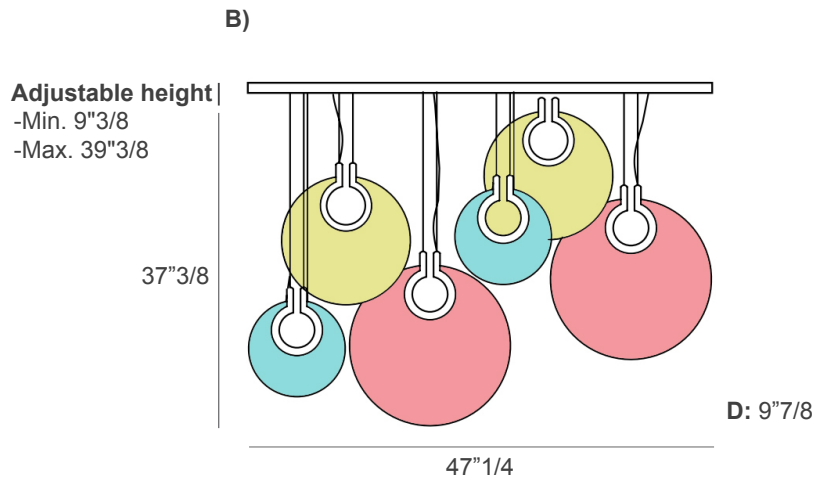 B)
Adjustable height
-Min. 9"3/8
-Max. 39"3/8
37”3/8
D: 9”7/8
47”1/4